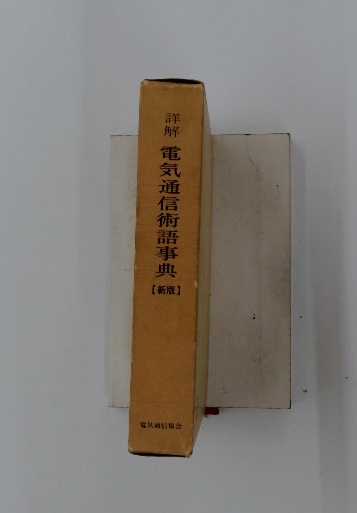 詳解
電気通信術語事典
【新版】
電気通信協会